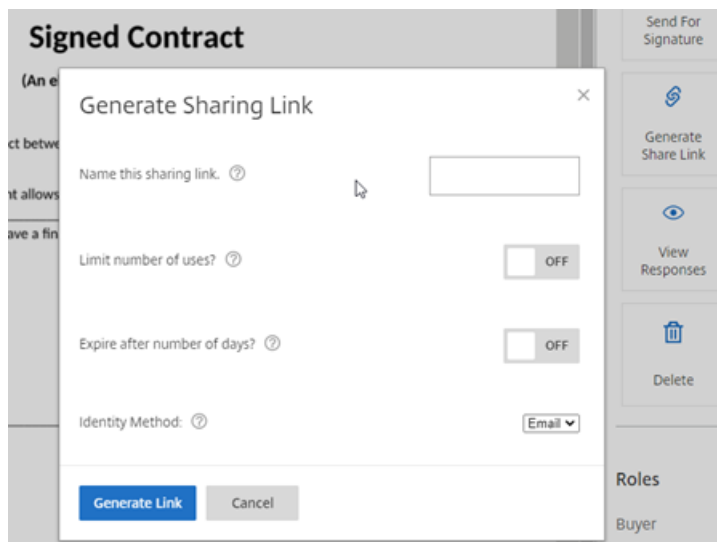 Signed Contract
(An e
ct betwe
nt allows
ave a fin
Generate Sharing Link
Name this sharing link.
Limit number of uses?
OFF
Expire after number of days?
OFF
Identity Method:
Email
Generate Link
Cancel
Send For
Signature
Generate
Share Link
View
Responses
Delete
Roles
Buyer